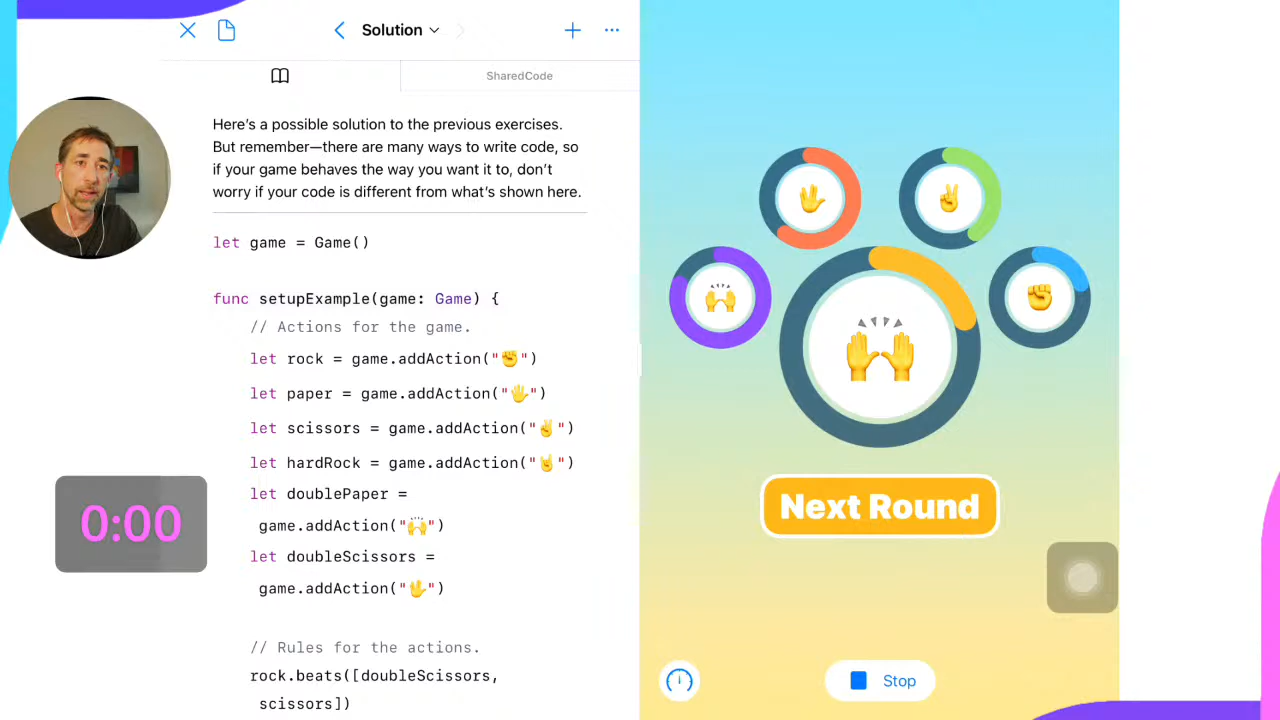 Solution
SharedCode
Here's a possible solution to the previous exercises.
But remember—there are many ways to write code, so
if your game behaves the way you want it to, don't
worry if your code is different from what's shown here.
let game = Game()
func setupExample(game: Game) {
// Actions for the game.
let rock = game.addAction("✊")
let paper = game.addAction("🖐")
let scissors = game.addAction("✌️")
let hardRock = game.addAction("🤘")
let doublePaper =
game.addAction("🙌")
let doubleScissors =
game.addAction("🖖")
// Rules for the actions.
rock.beats([doubleScissors,
scissors])
0:00
Next Round
Stop